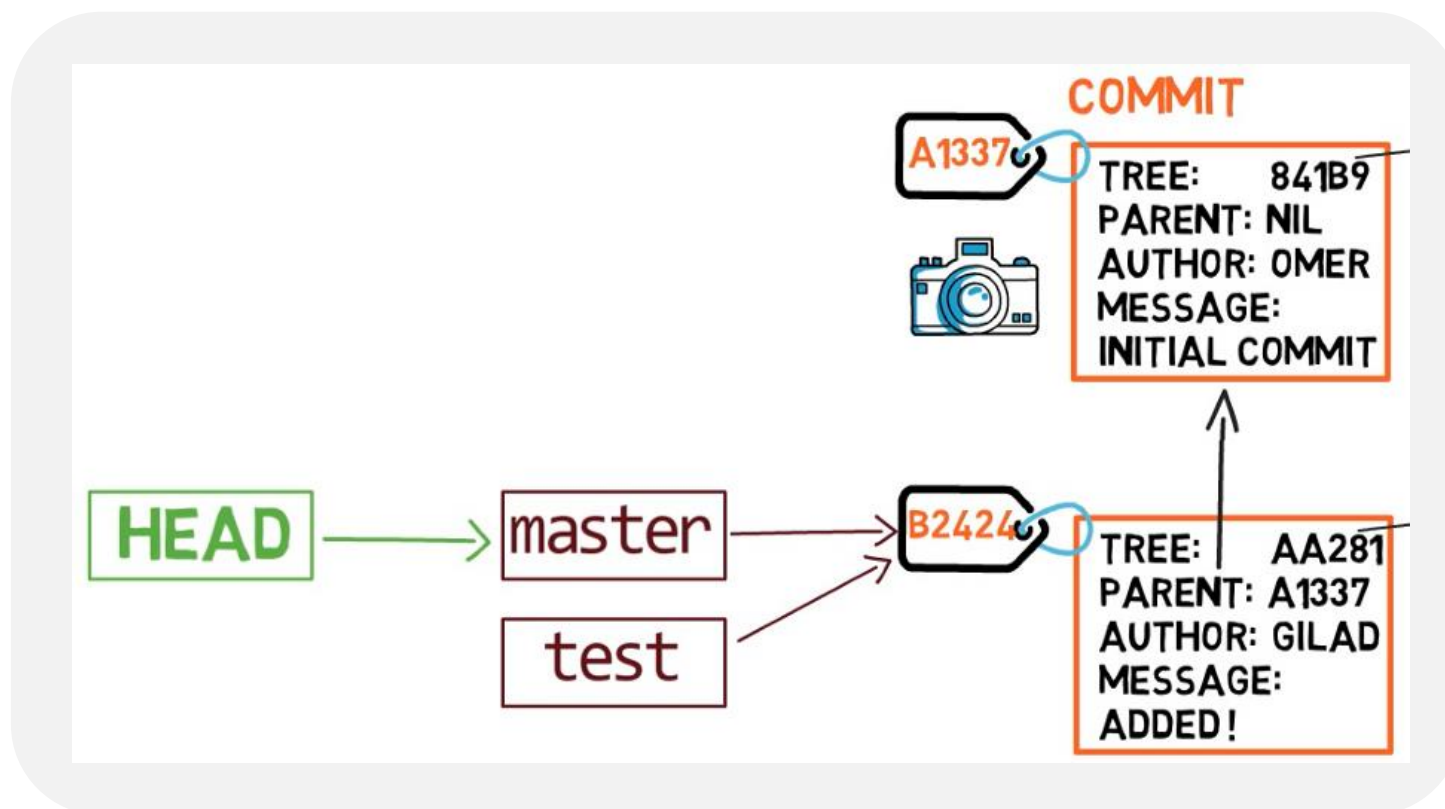 COMMIT
A1337
TREE: 841B9
PARENT: NIL
AUTHOR: OMER
MESSAGE:
INITIAL COMMIT
HEAD
master
test
B2424
TREE: AA281
PARENT: A1337
AUTHOR: GILAD
MESSAGE:
ADDED!